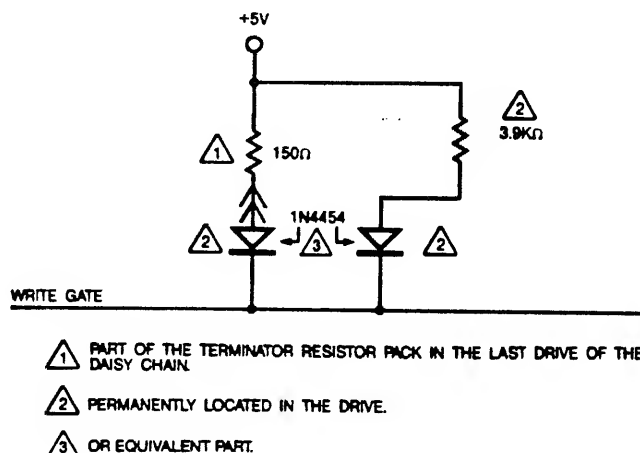 +5V
1 150Ω
2
3.9KΩ
1N4454
2 3 2
WRITE GATE
1 PART OF THE TERMINATOR RESISTOR PACK IN THE LAST DRIVE OF THE
DAISY CHAIN.
2 PERMANENTLY LOCATED IN THE DRIVE.
3 OR EQUIVALENT PART.